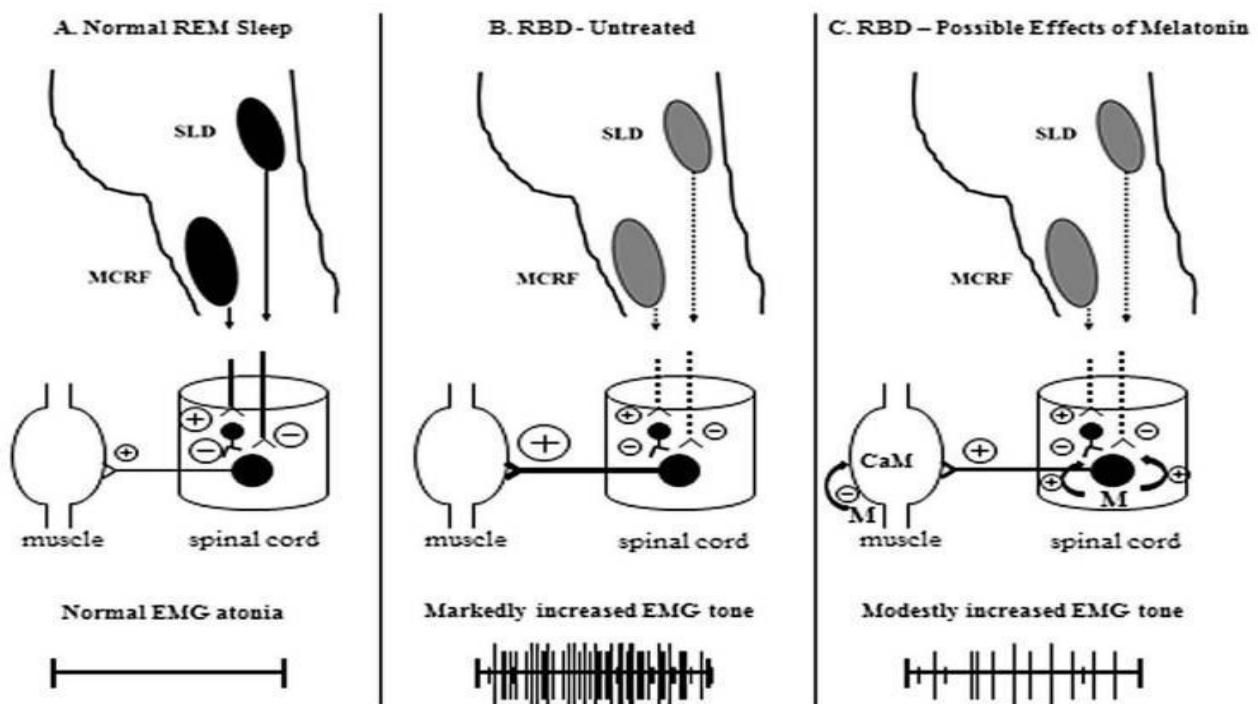 A. Normal REM Sleep
SLD
MCRF
+
+
−
−
muscle
spinal cord
Normal EMG atonia
B. RBD - Untreated
SLD
MCRF
+
+
−
−
muscle
spinal cord
Markedly increased EMG tone
C. RBD – Possible Effects of Melatonin
SLD
MCRF
CaM
+
+
−
−
−
M
+
M
+
muscle
spinal cord
Modestly increased EMG tone